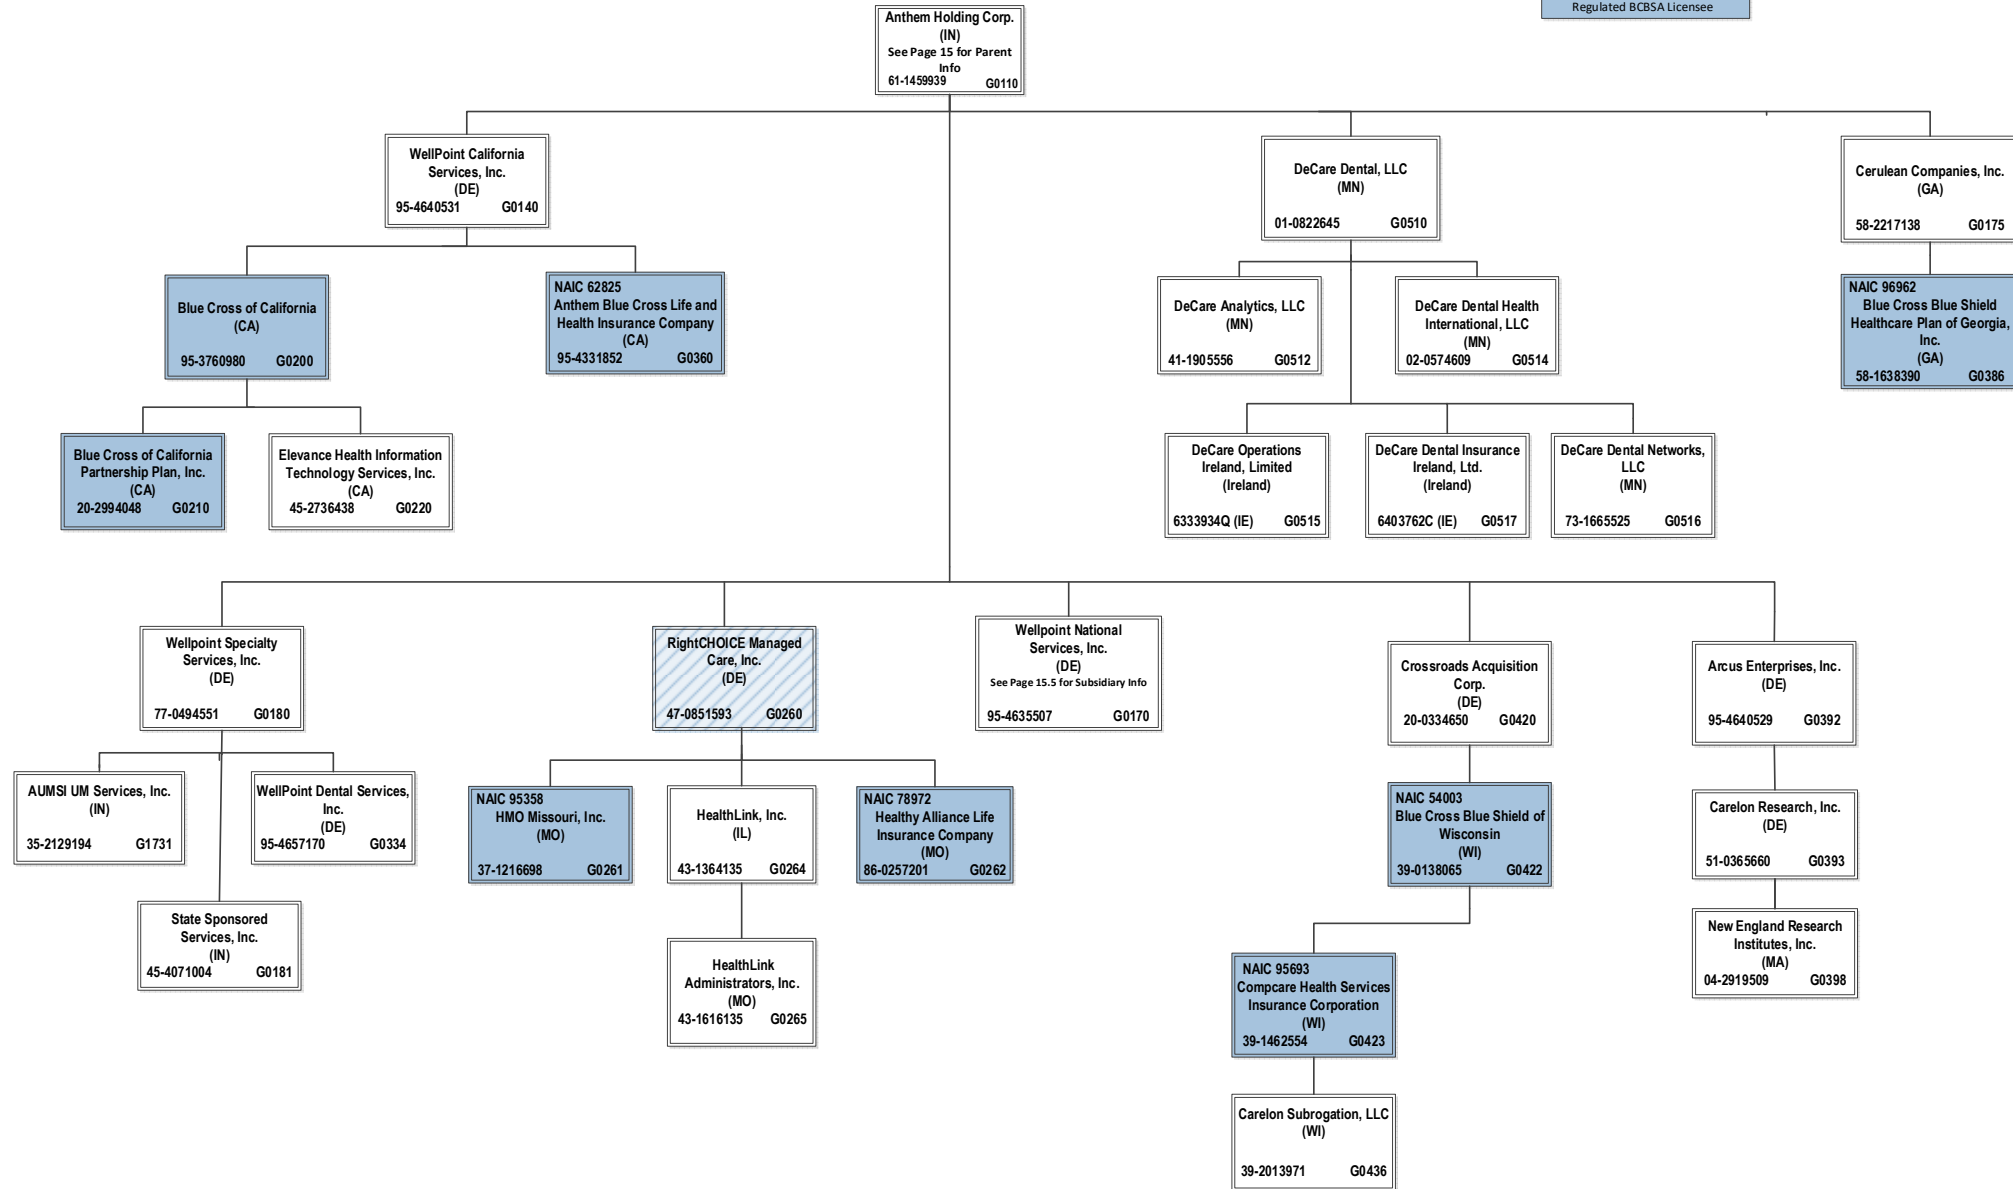 Regulated BCBSA Licensee
Anthem Holding Corp.
(IN)
See Page 15 for Parent
Info
61-1459939 G0110
WellPoint California
Services, Inc.
(DE)
95-4640531 G0140
DeCare Dental, LLC
(MN)
01-0822645 G0510
Cerulean Companies, Inc.
(GA)
58-2217138 G0175
Blue Cross of California
(CA)
95-3760980 G0200
NAIC 62825
Anthem Blue Cross Life and
Health Insurance Company
(CA)
95-4331852 G0360
DeCare Analytics, LLC
(MN)
41-1905556 G0512
DeCare Dental Health
International, LLC
(MN)
02-0574609 G0514
NAIC 96962
Blue Cross Blue Shield
Healthcare Plan of Georgia,
Inc.
(GA)
58-1638390 G0386
Blue Cross of California
Partnership Plan, Inc.
(CA)
20-2994048 G0210
Elevance Health Information
Technology Services, Inc.
(CA)
45-2736438 G0220
DeCare Operations
Ireland, Limited
(Ireland)
6333934Q (IE) G0515
DeCare Dental Insurance
Ireland, Ltd.
(Ireland)
6403762C (IE) G0517
DeCare Dental Networks,
LLC
(MN)
73-1665525 G0516
Wellpoint Specialty
Services, Inc.
(DE)
77-0494551 G0180
RightCHOICE Managed
Care, Inc.
(DE)
47-0851593 G0260
Wellpoint National
Services, Inc.
(DE)
See Page 15.5 for Subsidiary Info
95-4635507 G0170
Crossroads Acquisition
Corp.
(DE)
20-0334650 G0420
Arcus Enterprises, Inc.
(DE)
95-4640529 G0392
AUMSI UM Services, Inc.
(IN)
35-2129194 G1731
WellPoint Dental Services,
Inc.
(DE)
95-4657170 G0334
NAIC 95358
HMO Missouri, Inc.
(MO)
37-1216698 G0261
HealthLink, Inc.
(IL)
43-1364135 G0264
NAIC 78972
Healthy Alliance Life
Insurance Company
(MO)
86-0257201 G0262
NAIC 54003
Blue Cross Blue Shield of
Wisconsin
(WI)
39-0138065 G0422
Carelon Research, Inc.
(DE)
51-0365660 G0393
State Sponsored
Services, Inc.
(IN)
45-4071004 G0181
HealthLink
Administrators, Inc.
(MO)
43-1616135 G0265
NAIC 95693
Compcare Health Services
Insurance Corporation
(WI)
39-1462554 G0423
New England Research
Institutes, Inc.
(MA)
04-2919509 G0398
Carelon Subrogation, LLC
(WI)
39-2013971 G0436